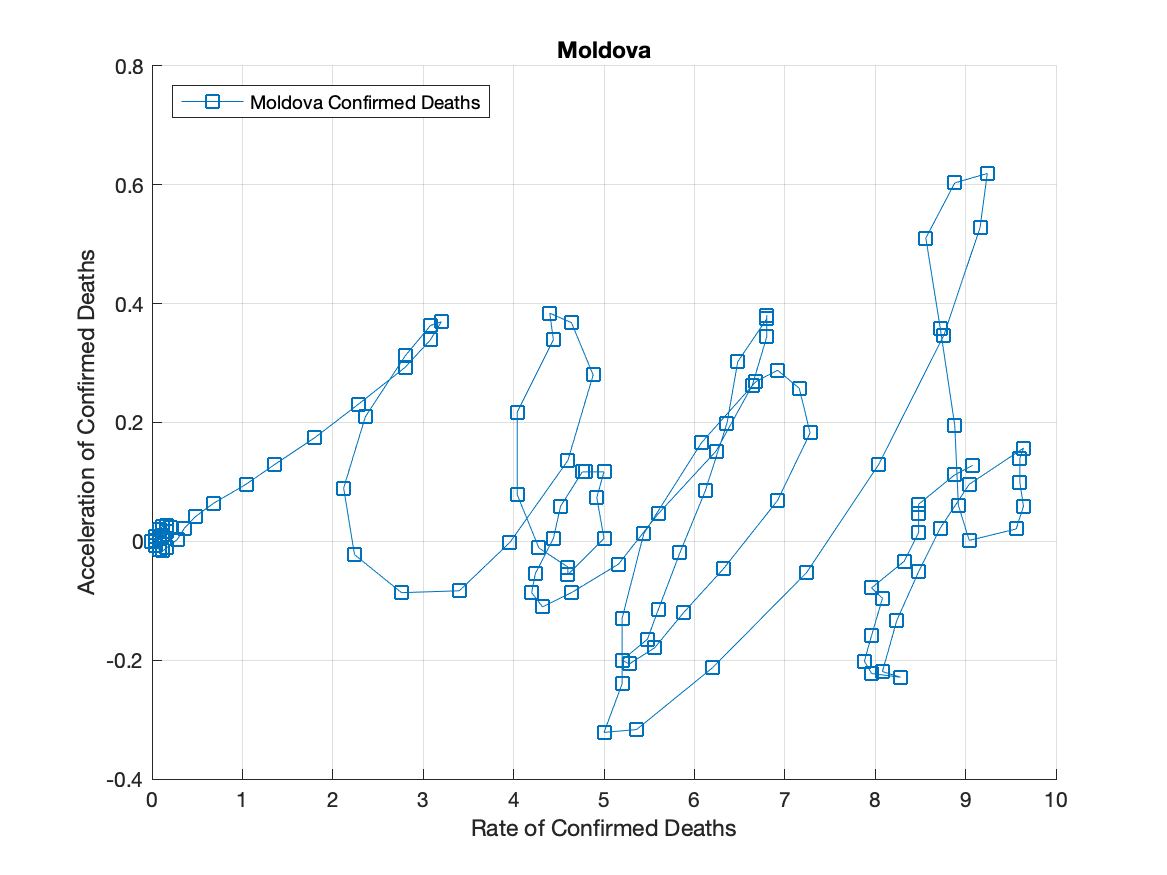 Moldova
Moldova Confirmed Deaths
Acceleration of Confirmed Deaths
0.8
0.6
0.4
0.2
0
-0.2
-0.4
0 1 2 3 4 5 6 7 8 9 10
Rate of Confirmed Deaths